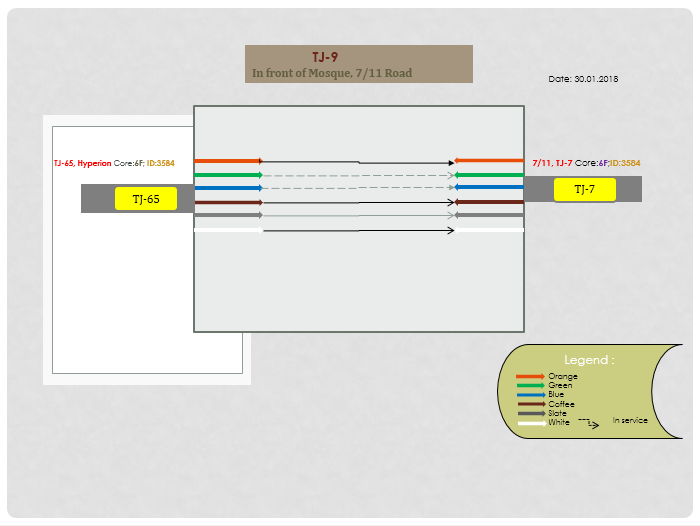 TJ-9
In front of Mosque, 7/11 Road
Date: 30.01.2018
TJ-65, Hyperion Core:6F; ID:3584
7/11, TJ-7 Core:6F;ID:3584
TJ-65
TJ-7
Legend :
Orange
Green
Blue
Coffee
Slate
White
In service